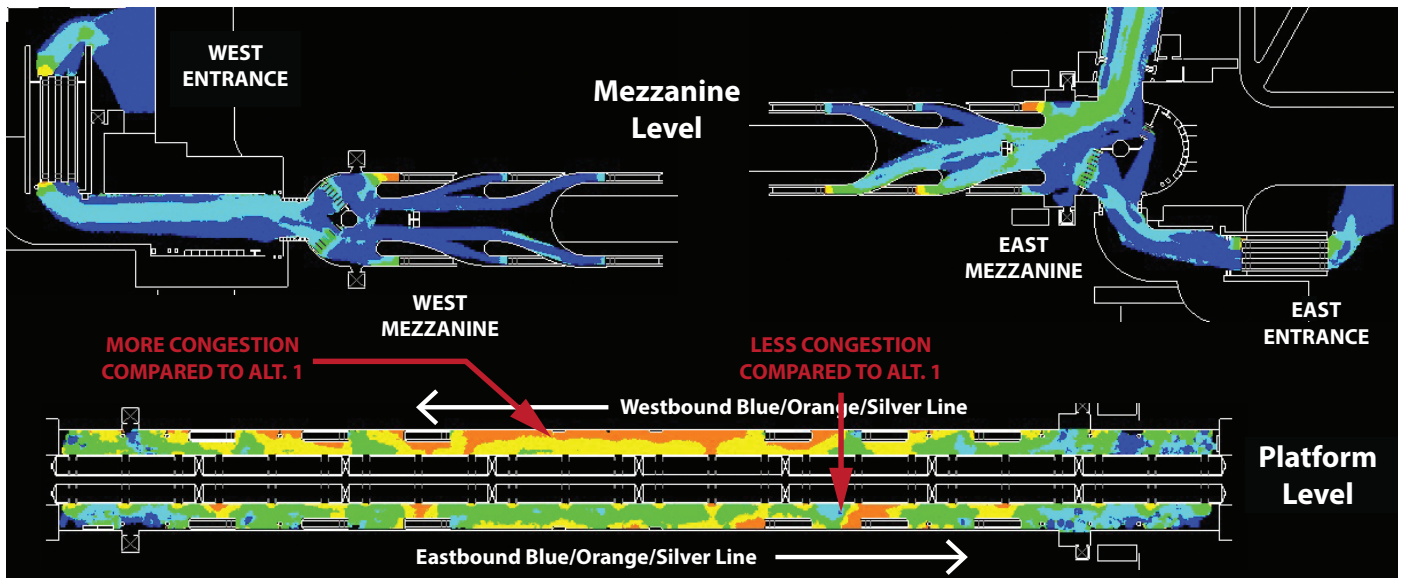 WEST
ENTRANCE
Mezzanine
Level
WEST
MEZZANINE
EAST
MEZZANINE
EAST
ENTRANCE
MORE CONGESTION
COMPARED TO ALT. 1
LESS CONGESTION
COMPARED TO ALT. 1
Westbound Blue/Orange/Silver Line
Platform
Level
Eastbound Blue/Orange/Silver Line